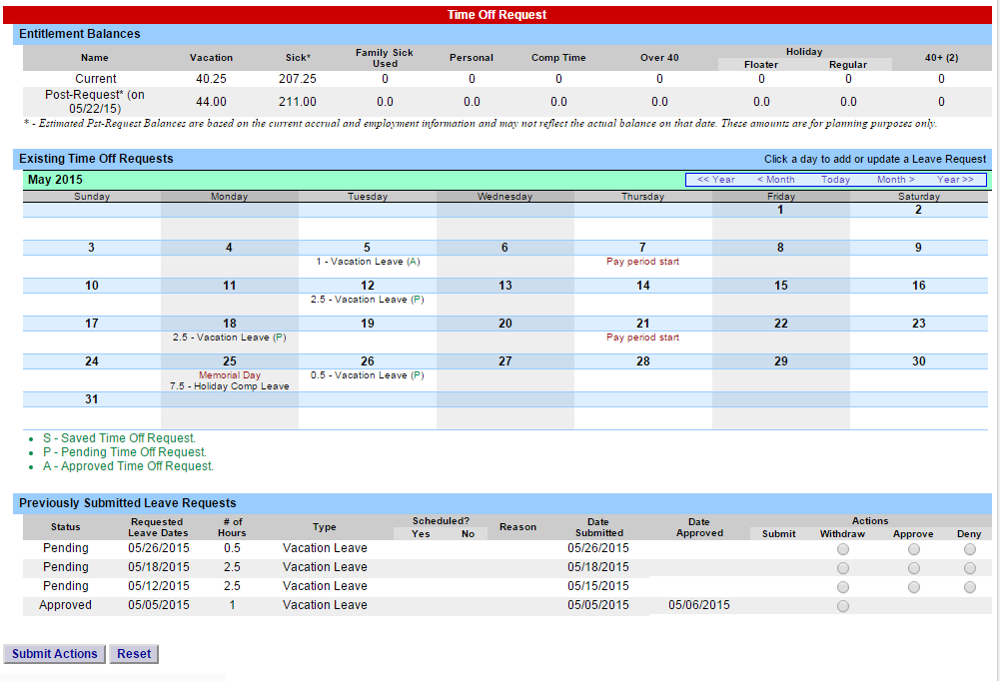 Time Off Request
Entitlement Balances
Name Vacation Sick* Family Sick Used Personal Comp Time Over 40 Holiday 40+ (2)
Floater Regular
Current 40.25 207.25 0 0 0 0 0 0 0
Post-Request* (on 05/22/15) 44.00 211.00 0.0 0.0 0.0 0.0 0.0 0.0 0
* - Estimated Pst-Request Balances are based on the current accrual and employment information and may not reflect the actual balance on that date. These amounts are for planning purposes only.
Existing Time Off Requests Click a day to add or update a Leave Request
May 2015 << Year < Month Today Month > Year >>
Sunday Monday Tuesday Wednesday Thursday Friday Saturday
1 2
3 4 5 6 7 8 9
1 - Vacation Leave (A) Pay period start
10 11 12 13 14 15 16
2.5 - Vacation Leave (P)
17 18 19 20 21 22 23
2.5 - Vacation Leave (P) Pay period start
24 25 26 27 28 29 30
Memorial Day 0.5 - Vacation Leave (P)
7.5 - Holiday Comp Leave
31
S - Saved Time Off Request.
P - Pending Time Off Request.
A - Approved Time Off Request.
Previously Submitted Leave Requests
Status Requested Leave Dates # of Hours Type Scheduled? Reason Date Submitted Date Approved Actions
Yes No Submit Withdraw Approve Deny
Pending 05/26/2015 0.5 Vacation Leave 05/26/2015
Pending 05/18/2015 2.5 Vacation Leave 05/18/2015
Pending 05/12/2015 2.5 Vacation Leave 05/15/2015
Approved 05/05/2015 1 Vacation Leave 05/05/2015 05/06/2015
Submit Actions Reset